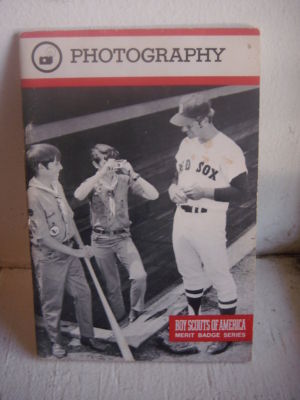 PHOTOGRAPHY
RED SOX
BOY SCOUTS OF AMERICA
MERIT BADGE SERIES